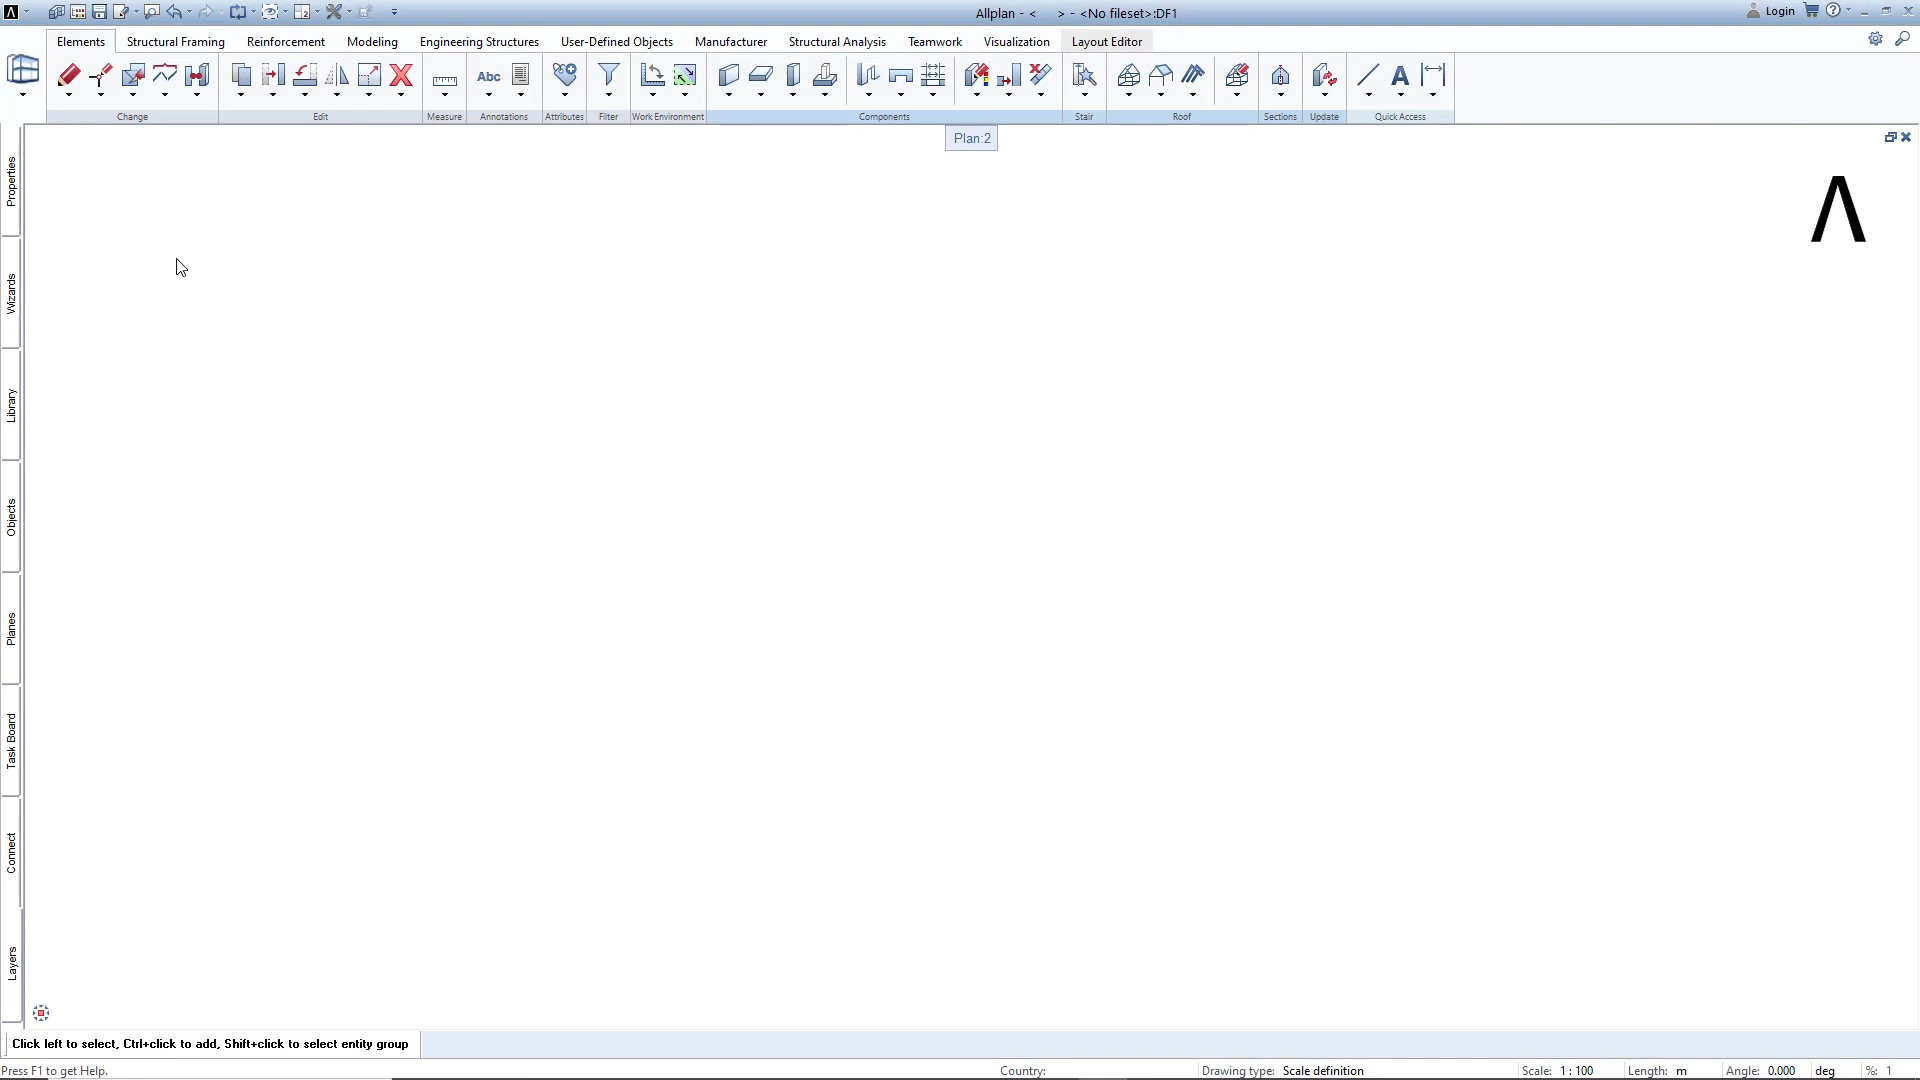 Allplan - < > - <No fileset>:DF1
Login
Elements Structural Framing Reinforcement Modeling Engineering Structures User-Defined Objects Manufacturer Structural Analysis Teamwork Visualization Layout Editor
Abc
A
Change Edit Measure Annotations Attributes Filter Work Environment Components Stair Roof Sections Update Quick Access
Plan:2
Properties
Wizards
Library
Objects
Planes
Task Board
Connect
Layers
Click left to select, Ctrl+click to add, Shift+click to select entity group
Press F1 to get Help. Country: Drawing type: Scale definition Scale: 1 : 100 Length: m Angle: 0.000 deg %: 1